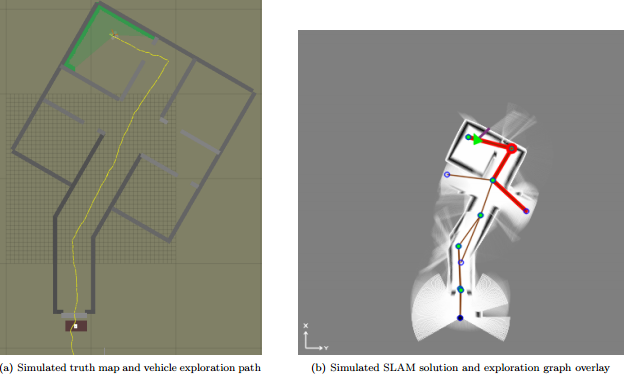 X
Y
(a) Simulated truth map and vehicle exploration path
(b) Simulated SLAM solution and exploration graph overlay